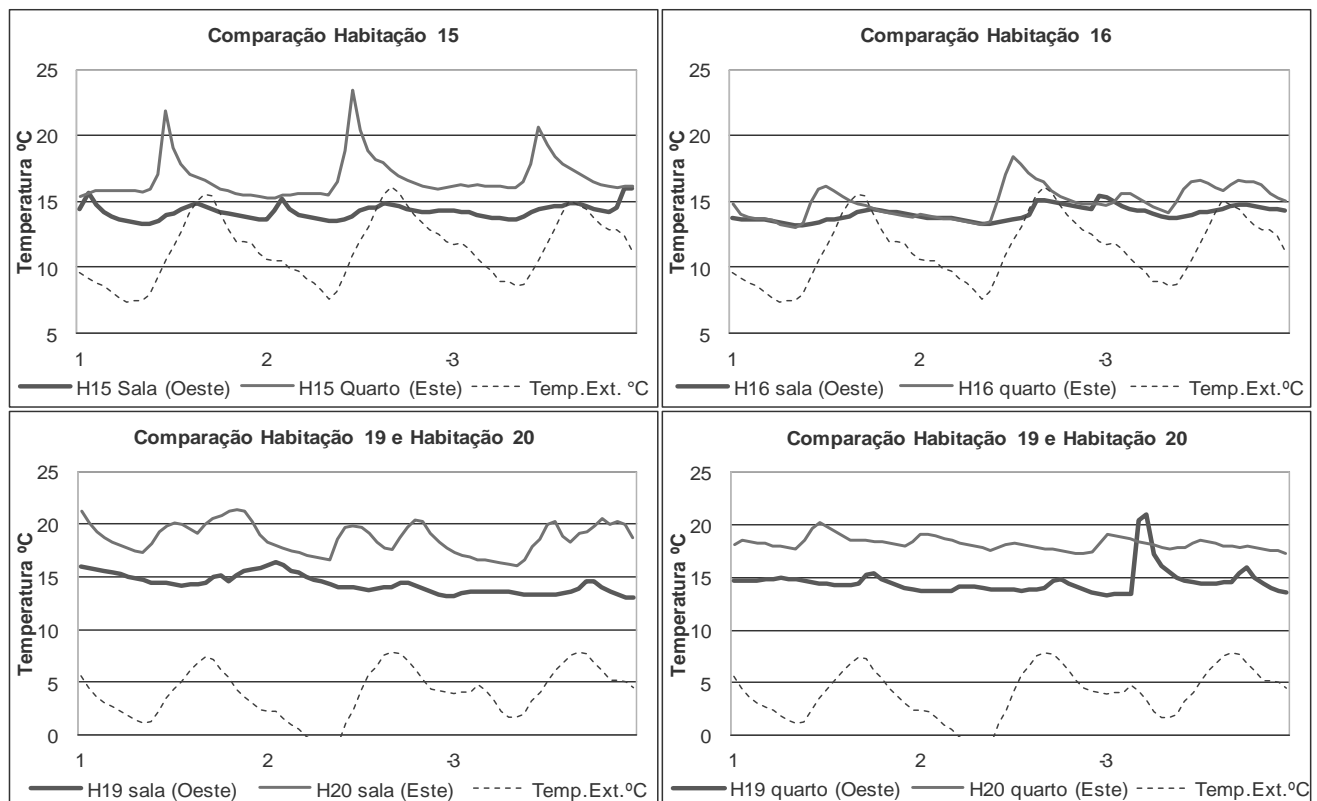 Comparação Habitação 15
Temperatura ºC
25
20
15
10
5
1 2 -3
H15 Sala (Oeste) H15 Quarto (Este) Temp.Ext. °C
Comparação Habitação 16
Temperatura ºC
25
20
15
10
5
1 2 -3
H16 sala (Oeste) H16 quarto (Este) Temp.Ext.ºC
Comparação Habitação 19 e Habitação 20
Temperatura ºC
25
20
15
10
5
0
1 2 -3
H19 sala (Oeste) H20 sala (Este) Temp.Ext.ºC
Comparação Habitação 19 e Habitação 20
Temperatura ºC
25
20
15
10
5
0
1 2 -3
H19 quarto (Oeste) H20 quarto (Este) Temp.Ext.ºC